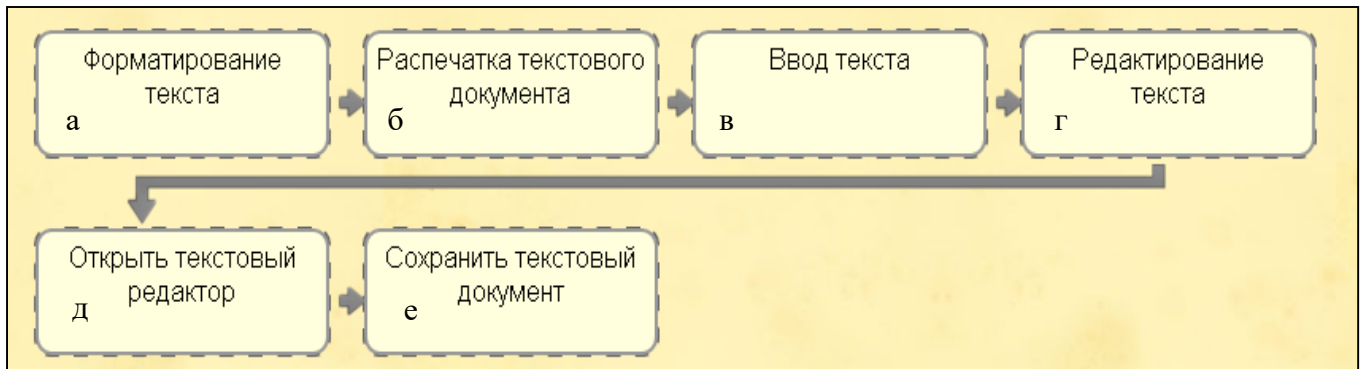 Форматирование
текста
а
Распечатка текстового
документа
б
Ввод текста
в
Редактирование
текста
г
Открыть текстовый
редактор
д
Сохранить текстовый
документ
е